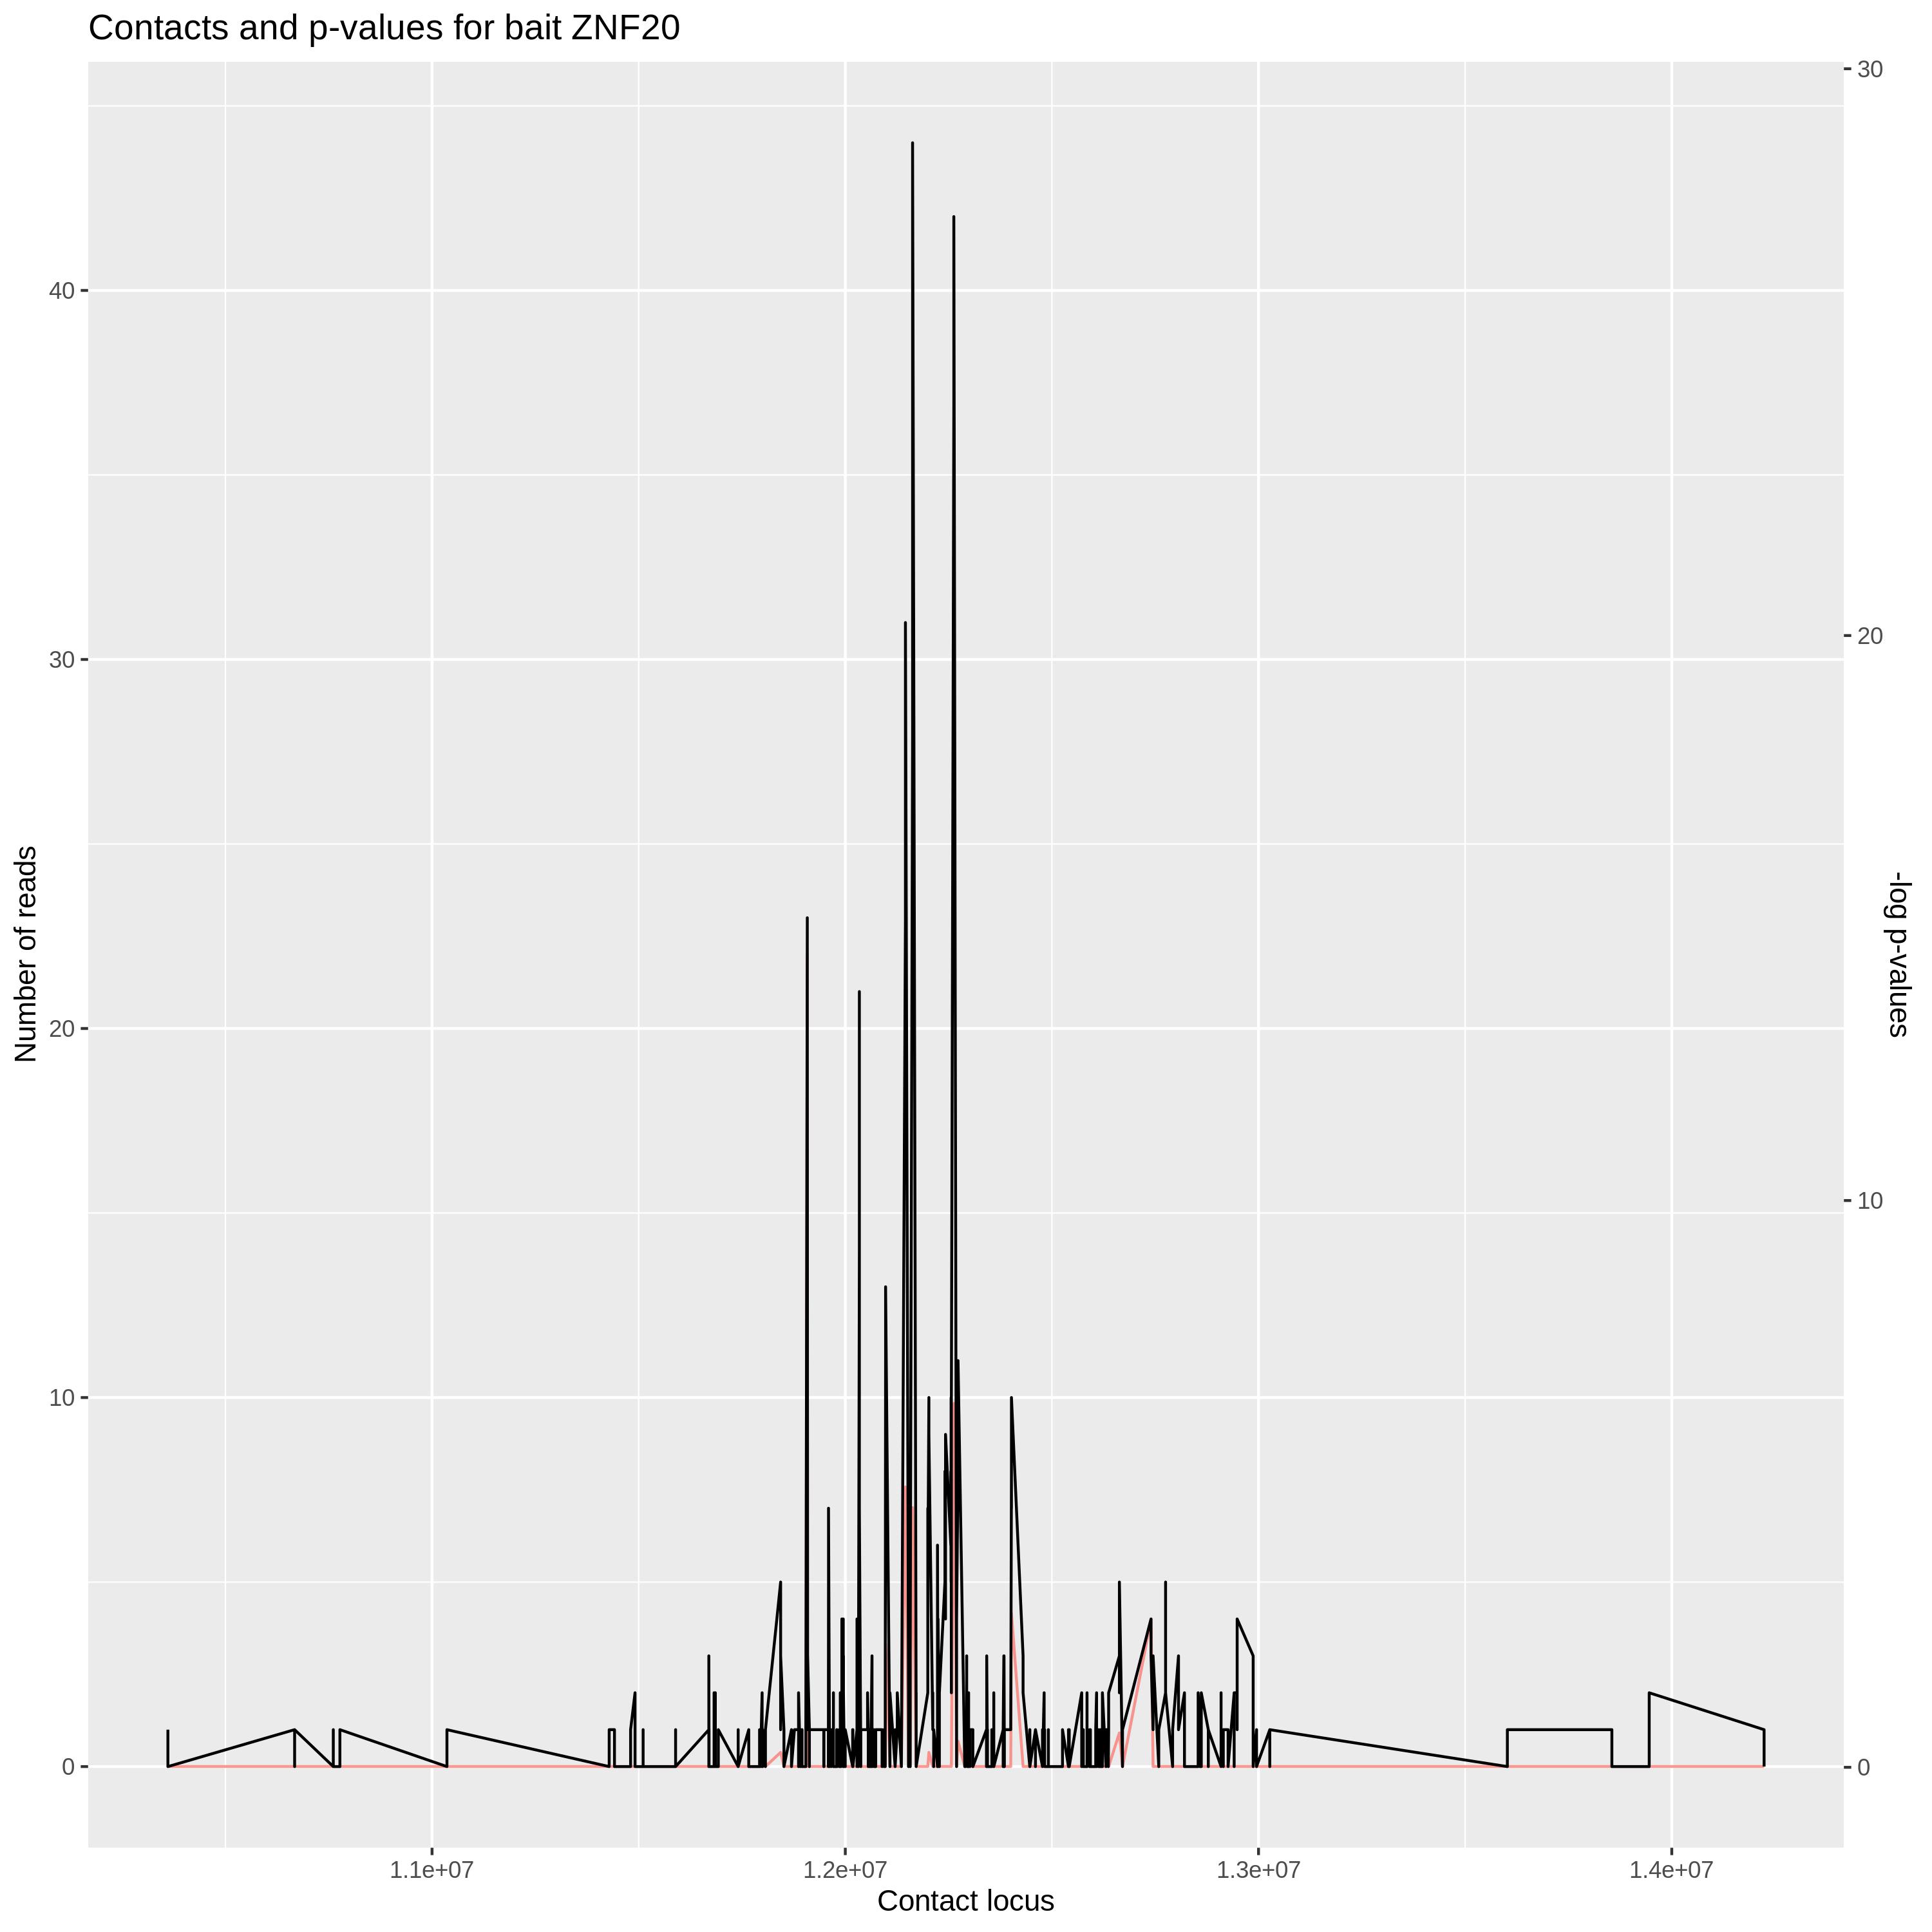 Contacts and p-values for bait ZNF20
30
40
30
20
20
10
10
0
0
Number of reads
-log p-values
1.1e+07
1.2e+07
1.3e+07
1.4e+07
Contact locus